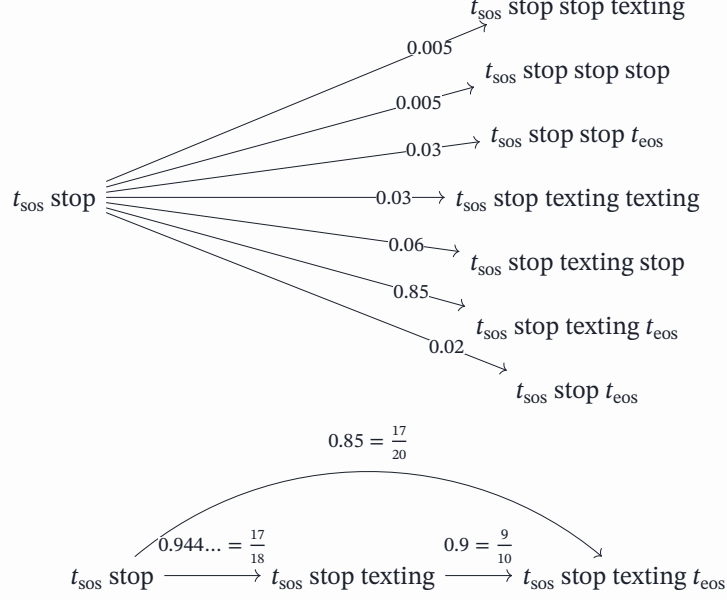 t_sos stop stop texting
0.005
t_sos stop stop stop
0.005
t_sos stop stop t_eos
0.03
t_sos stop
0.03
t_sos stop texting texting
0.06
t_sos stop texting stop
0.85
t_sos stop texting t_eos
0.02
t_sos stop t_eos
0.85 = 17/20
0.944... = 17/18
0.9 = 9/10
t_sos stop
t_sos stop texting
t_sos stop texting t_eos